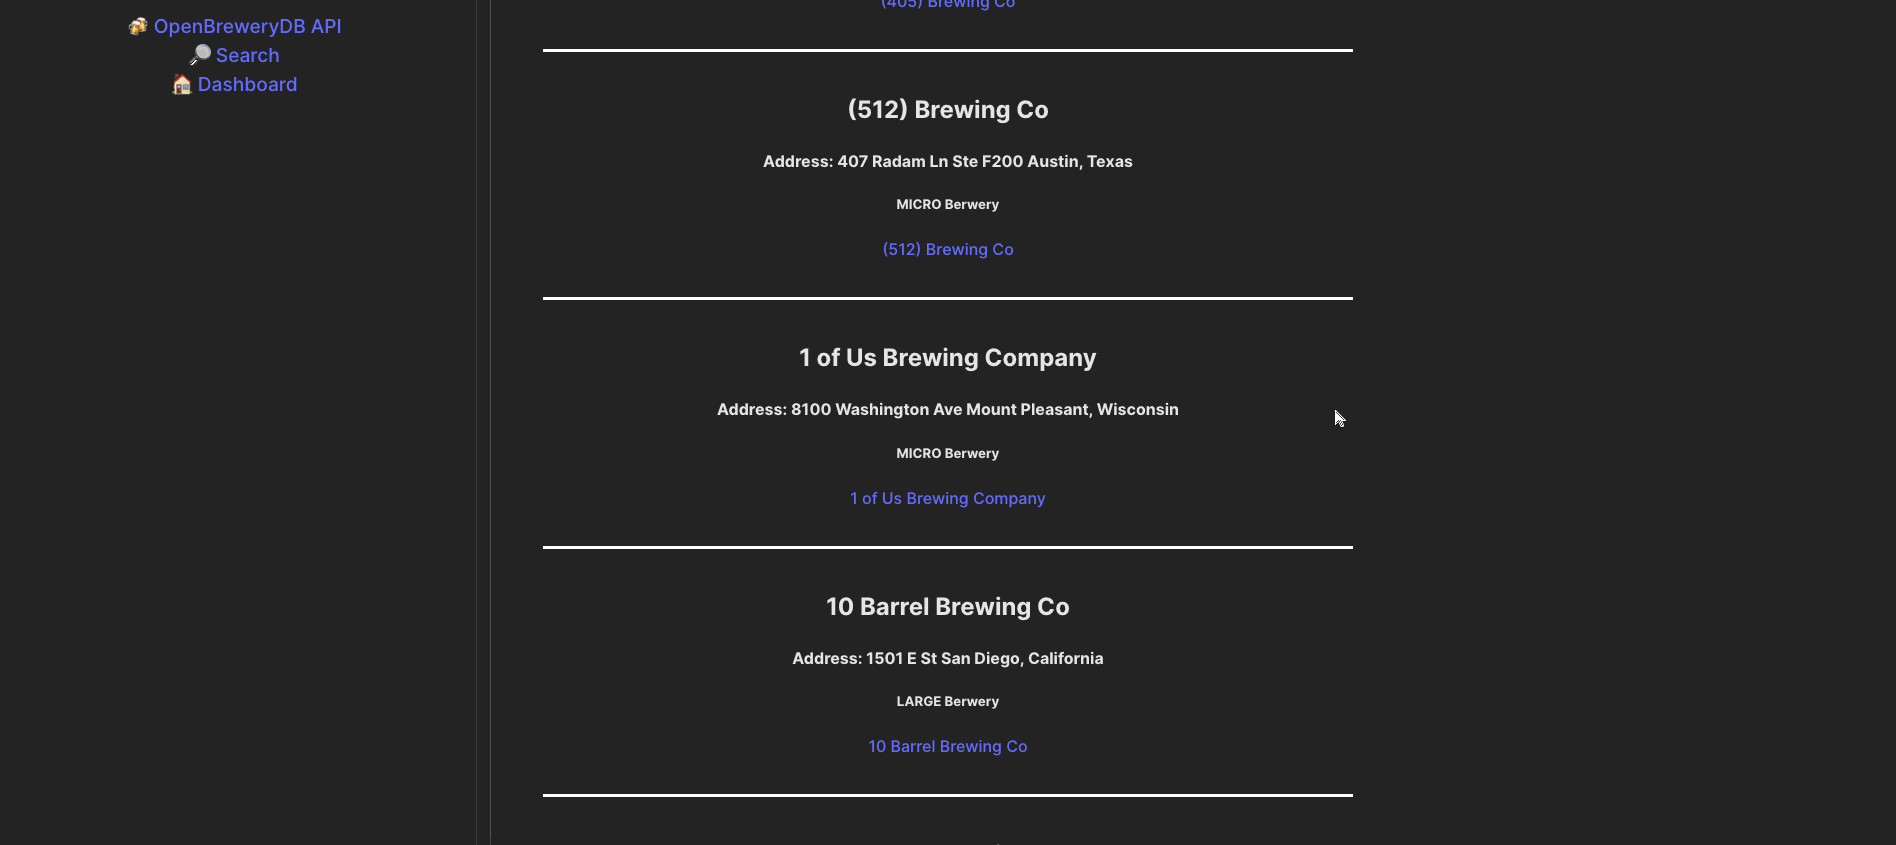 OpenBreweryDB API
Search
Dashboard
(405) Brewing Co
(512) Brewing Co
Address: 407 Radam Ln Ste F200 Austin, Texas
MICRO Berwery
(512) Brewing Co
1 of Us Brewing Company
Address: 8100 Washington Ave Mount Pleasant, Wisconsin
MICRO Berwery
1 of Us Brewing Company
10 Barrel Brewing Co
Address: 1501 E St San Diego, California
LARGE Berwery
10 Barrel Brewing Co